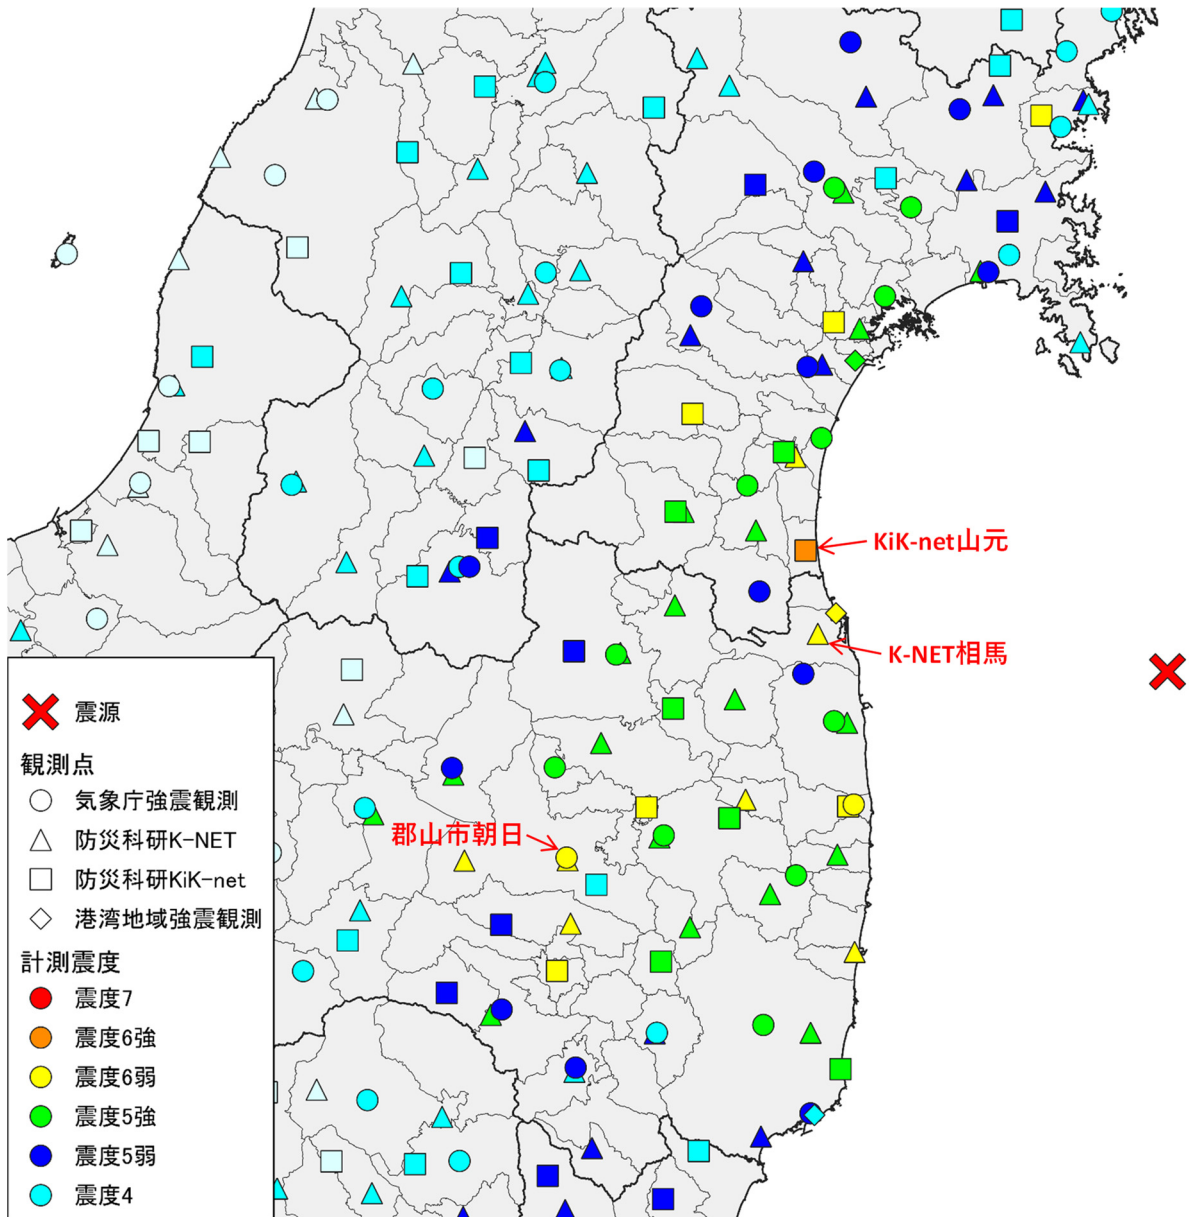 KiK-net山元
K-NET相馬
郡山市朝日
震源
観測点
気象庁強震観測
防災科研K-NET
防災科研KiK-net
港湾地域強震観測
計測震度
震度7
震度6強
震度6弱
震度5強
震度5弱
震度4